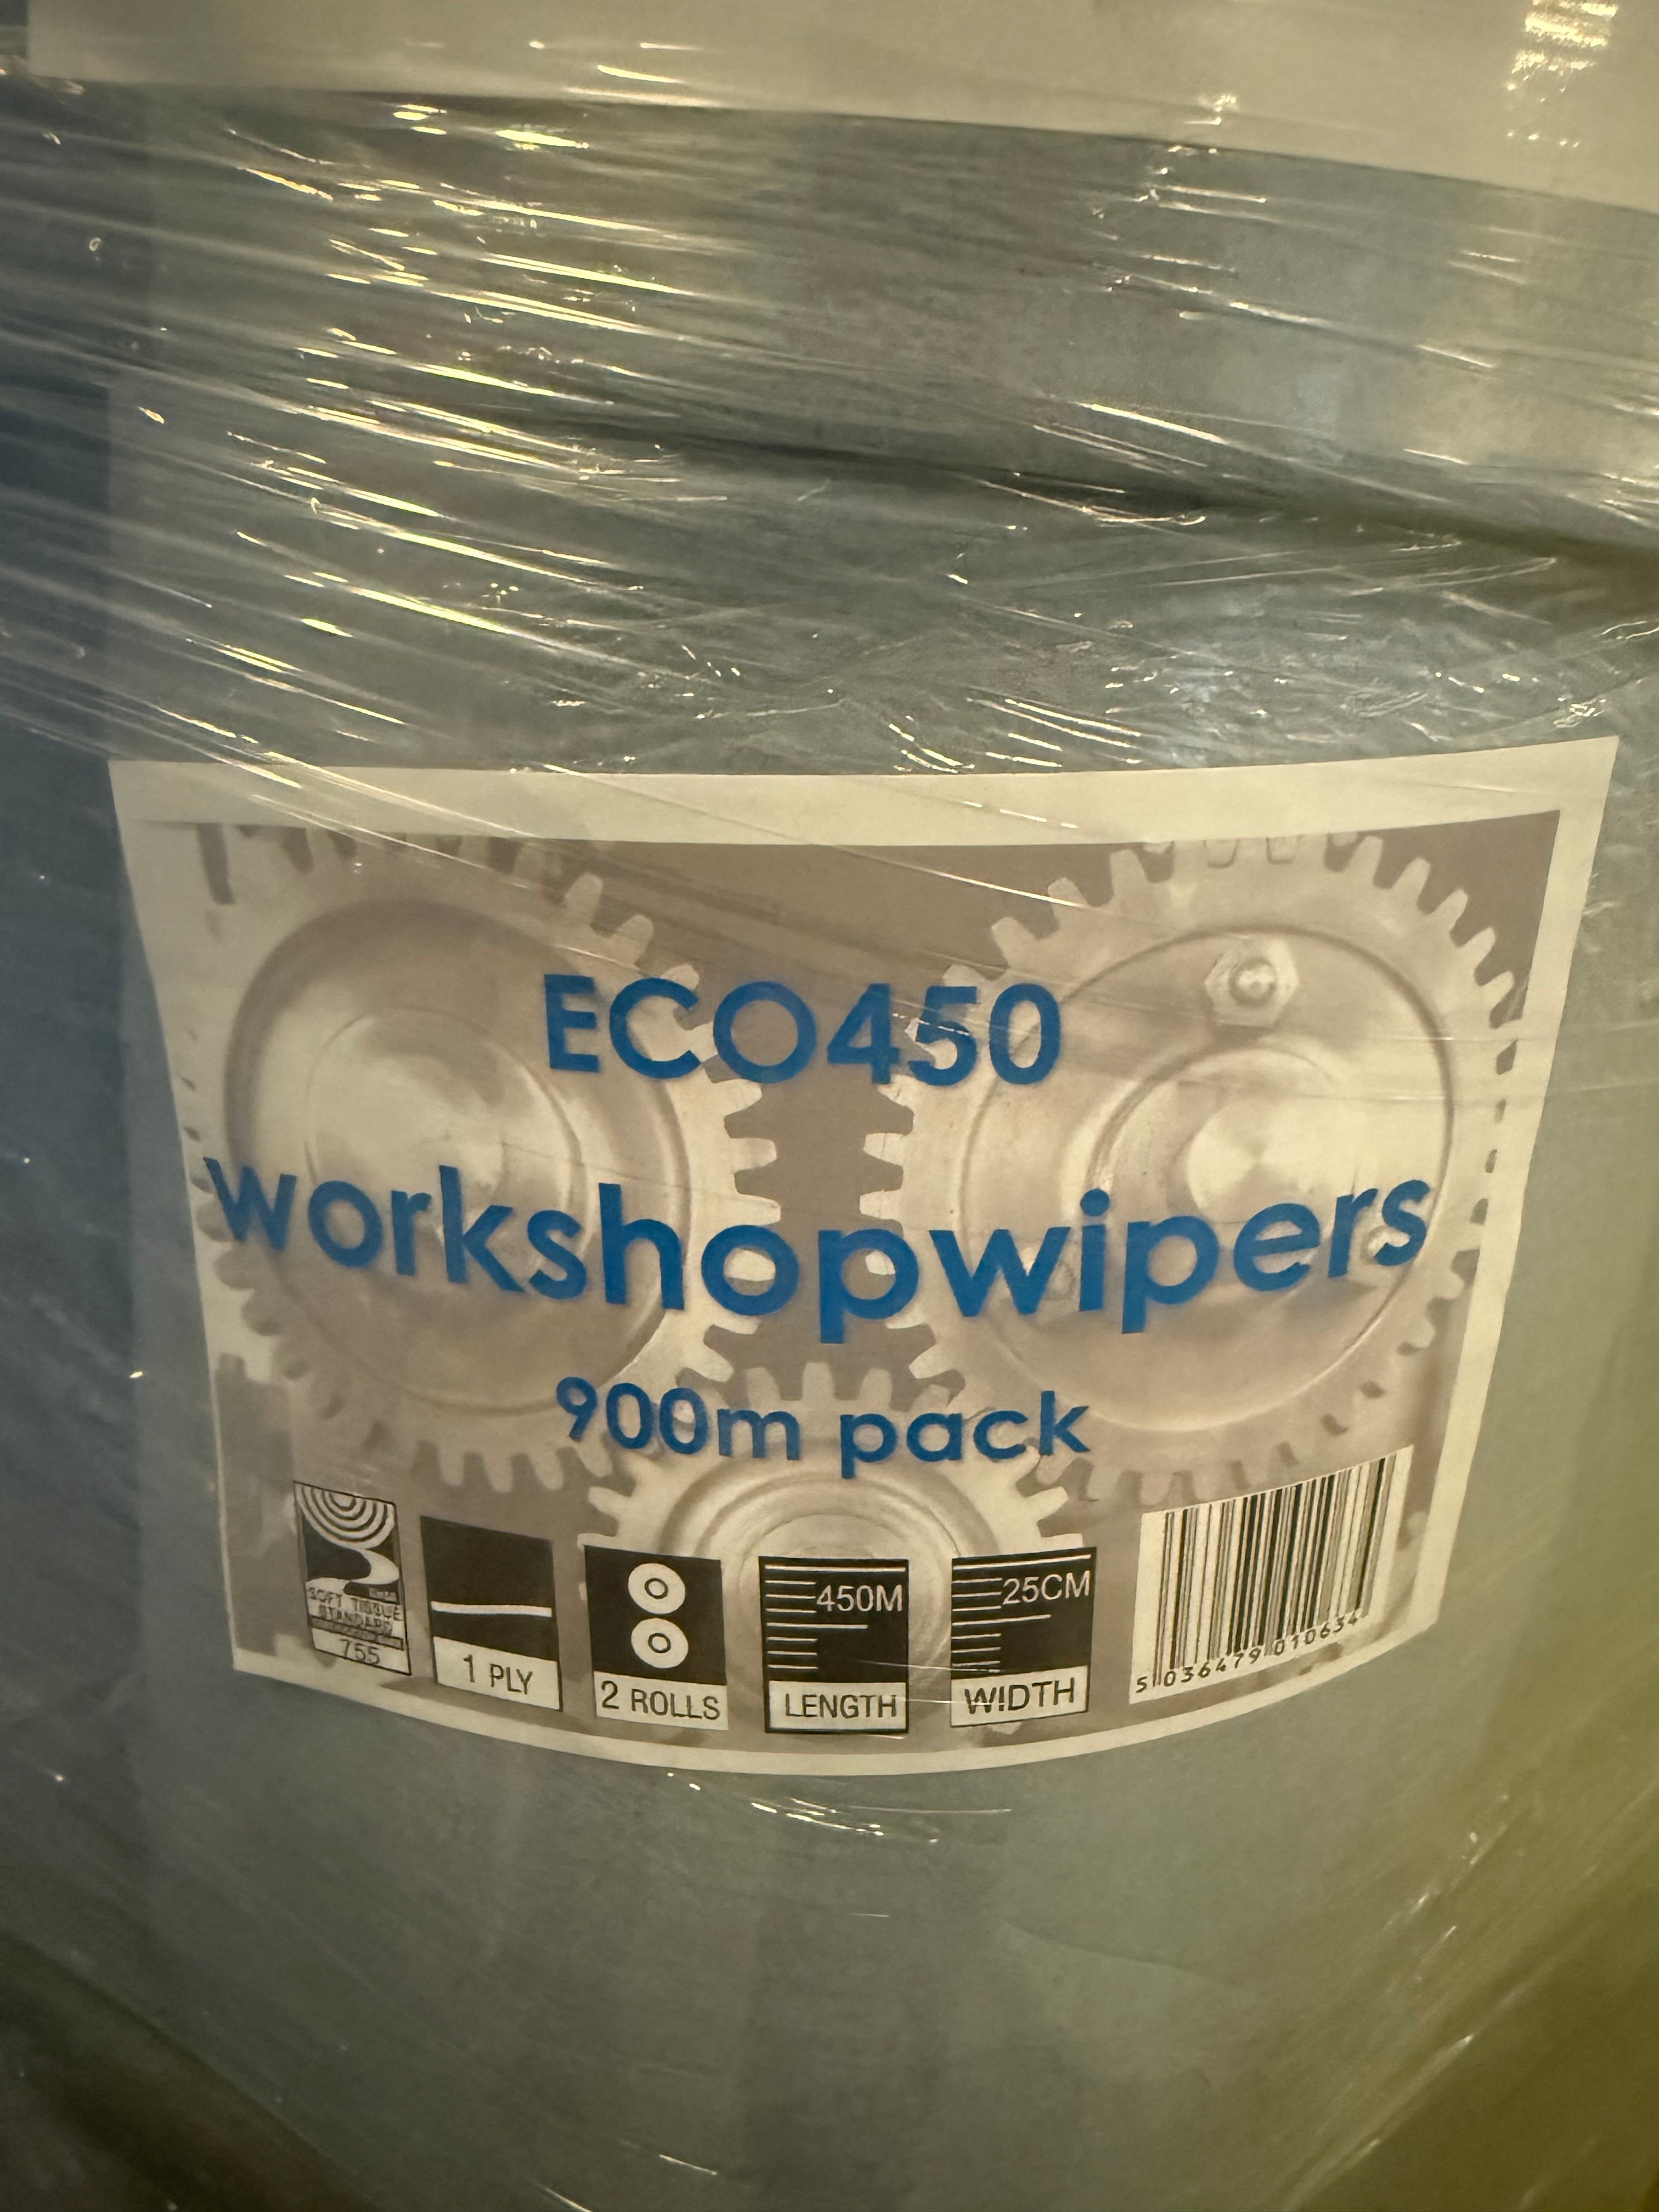 ECO450
workshopwipers
900m pack
SOFT TISSUE
STANDARD
755
1 PLY
2 ROLLS
450M
LENGTH
25CM
WIDTH
5 036479 010634